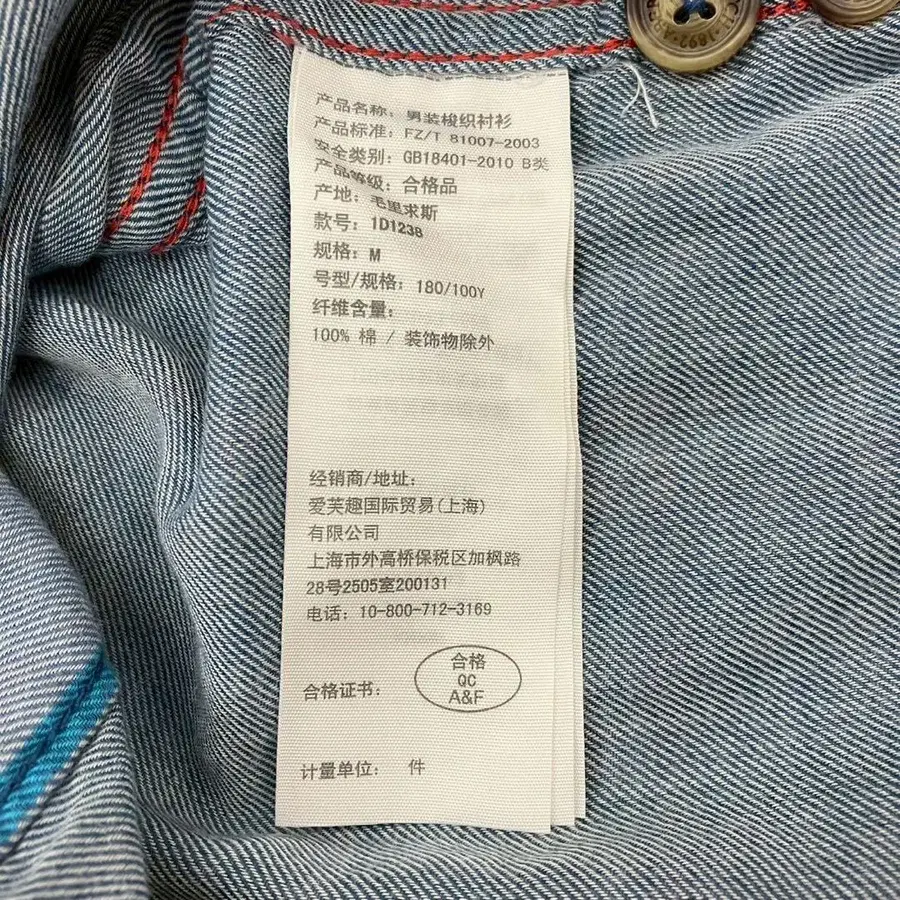 CH·1892
产品名称: 男装梭织衬衫
产品标准: FZ/T 81007-2003
安全类别: GB18401-2010 B类
产品等级: 合格品
产地: 毛里求斯
款号: 1D1238
规格: M
号型/规格: 180/100Y
纤维含量:
100% 棉 / 装饰物除外
经销商/地址:
爱芙趣国际贸易(上海)
有限公司
上海市外高桥保税区加枫路
28号2505室200131
电话: 10-800-712-3169
合格证书:
合格
QC
A&F
计量单位: 件